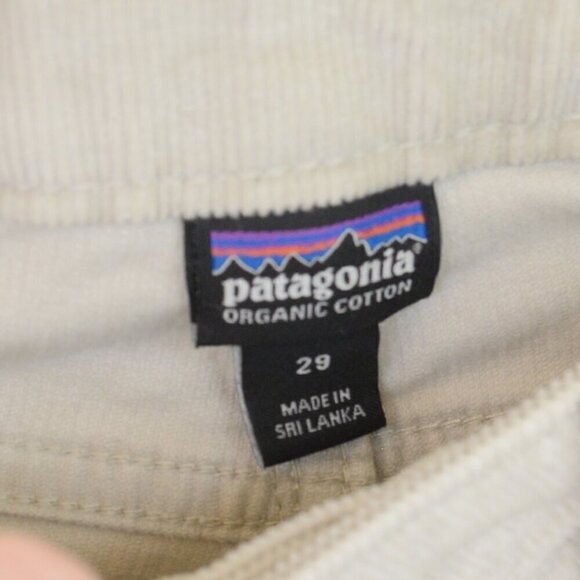 patagonia®
ORGANIC COTTON
29
MADE IN
SRI LANKA